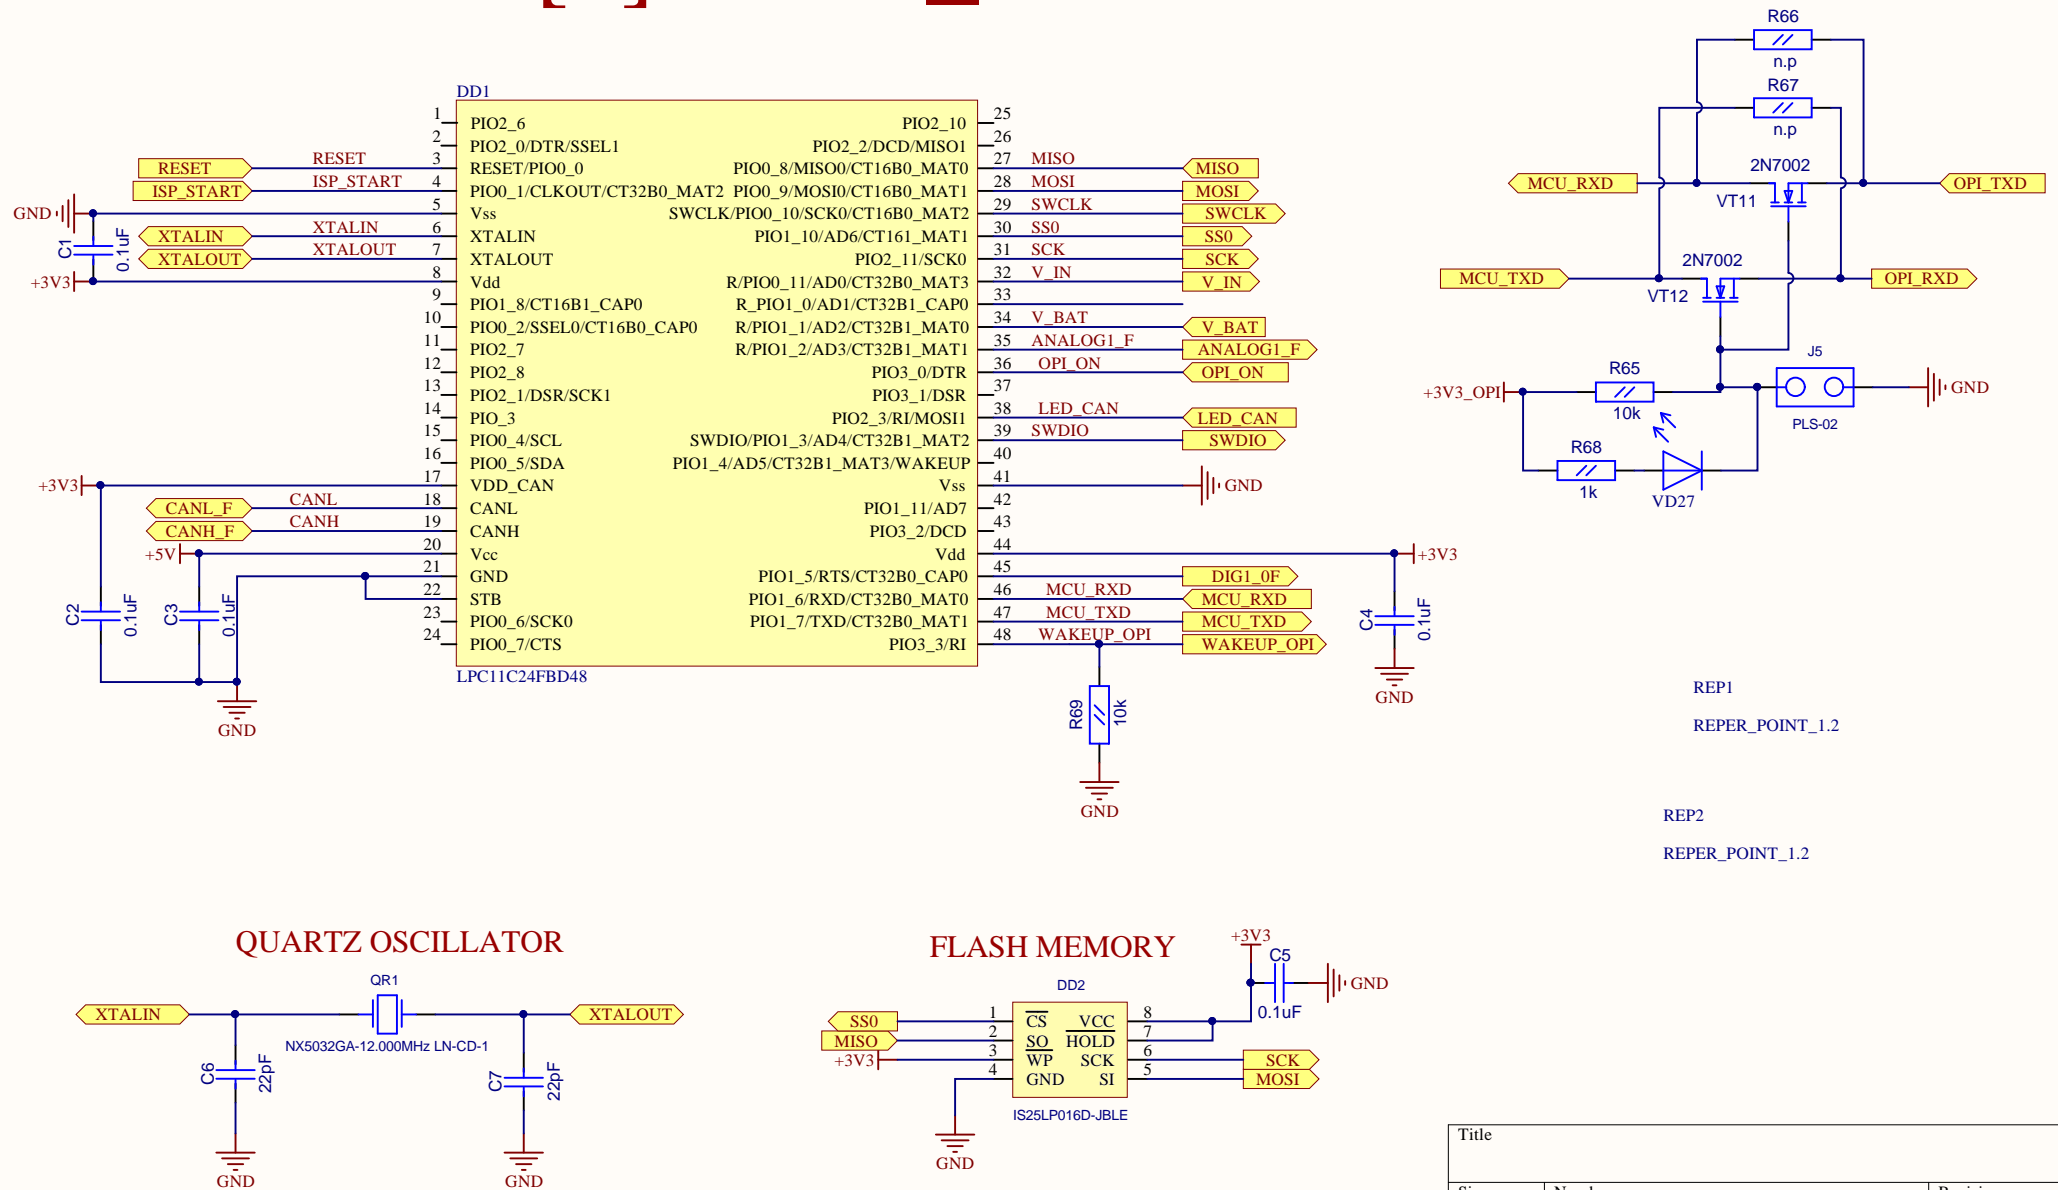 DD1
LPC11C24FBD48
1 PIO2_6
2 PIO2_0/DTR/SSEL1
RESET RESET 3 RESET/PIO0_0
ISP_START ISP_START 4 PIO0_1/CLKOUT/CT32B0_MAT2
GND 5 Vss
C1 0.1uF
XTALIN XTALIN 6 XTALIN
XTALOUT XTALOUT 7 XTALOUT
+3V3 8 Vdd
9 PIO1_8/CT16B1_CAP0
10 PIO0_2/SSEL0/CT16B0_CAP0
11 PIO2_7
12 PIO2_8
13 PIO2_1/DSR/SCK1
14 PIO_3
15 PIO0_4/SCL
16 PIO0_5/SDA
+3V3 17 VDD_CAN
CANL_F CANL 18 CANL
CANH_F CANH 19 CANH
+5V 20 Vcc
21 GND
22 STB
23 PIO0_6/SCK0
24 PIO0_7/CTS
C2 0.1uF
C3 0.1uF
GND
PIO2_10 25
PIO2_2/DCD/MISO1 26
PIO0_8/MISO0/CT16B0_MAT0 27 MISO MISO
PIO0_9/MOSI0/CT16B0_MAT1 28 MOSI MOSI
SWCLK/PIO0_10/SCK0/CT16B0_MAT2 29 SWCLK SWCLK
PIO1_10/AD6/CT161_MAT1 30 SS0 SS0
PIO2_11/SCK0 31 SCK SCK
R/PIO0_11/AD0/CT32B0_MAT3 32 V_IN V_IN
R_PIO1_0/AD1/CT32B1_CAP0 33
R/PIO1_1/AD2/CT32B1_MAT0 34 V_BAT V_BAT
R/PIO1_2/AD3/CT32B1_MAT1 35 ANALOG1_F ANALOG1_F
PIO3_0/DTR 36 OPI_ON OPI_ON
PIO3_1/DSR 37
PIO2_3/RI/MOSI1 38 LED_CAN LED_CAN
SWDIO/PIO1_3/AD4/CT32B1_MAT2 39 SWDIO SWDIO
PIO1_4/AD5/CT32B1_MAT3/WAKEUP 40
Vss 41 GND
PIO1_11/AD7 42
PIO3_2/DCD 43
Vdd 44 +3V3
PIO1_5/RTS/CT32B0_CAP0 45 DIG1_0F
PIO1_6/RXD/CT32B0_MAT0 46 MCU_RXD MCU_RXD
PIO1_7/TXD/CT32B0_MAT1 47 MCU_TXD MCU_TXD
PIO3_3/RI 48 WAKEUP_OPI WAKEUP_OPI
C4 0.1uF
GND
R69 10k
GND
R66
n.p
R67
n.p
2N7002
MCU_RXD VT11 OPI_TXD
2N7002
MCU_TXD VT12 OPI_RXD
+3V3_OPI R65 10k
J5
PLS-02
GND
R68
1k
VD27
REP1
REPER_POINT_1.2
REP2
REPER_POINT_1.2
QUARTZ OSCILLATOR
QR1
XTALIN XTALOUT
NX5032GA-12.000MHz LN-CD-1
C6 22pF
C7 22pF
GND GND
FLASH MEMORY
+3V3
C5
0.1uF
GND
DD2
SS0 1 CS VCC 8
MISO 2 SO HOLD 7
+3V3 3 WP SCK 6 SCK
4 GND SI 5 MOSI
IS25LP016D-JBLE
GND
Title